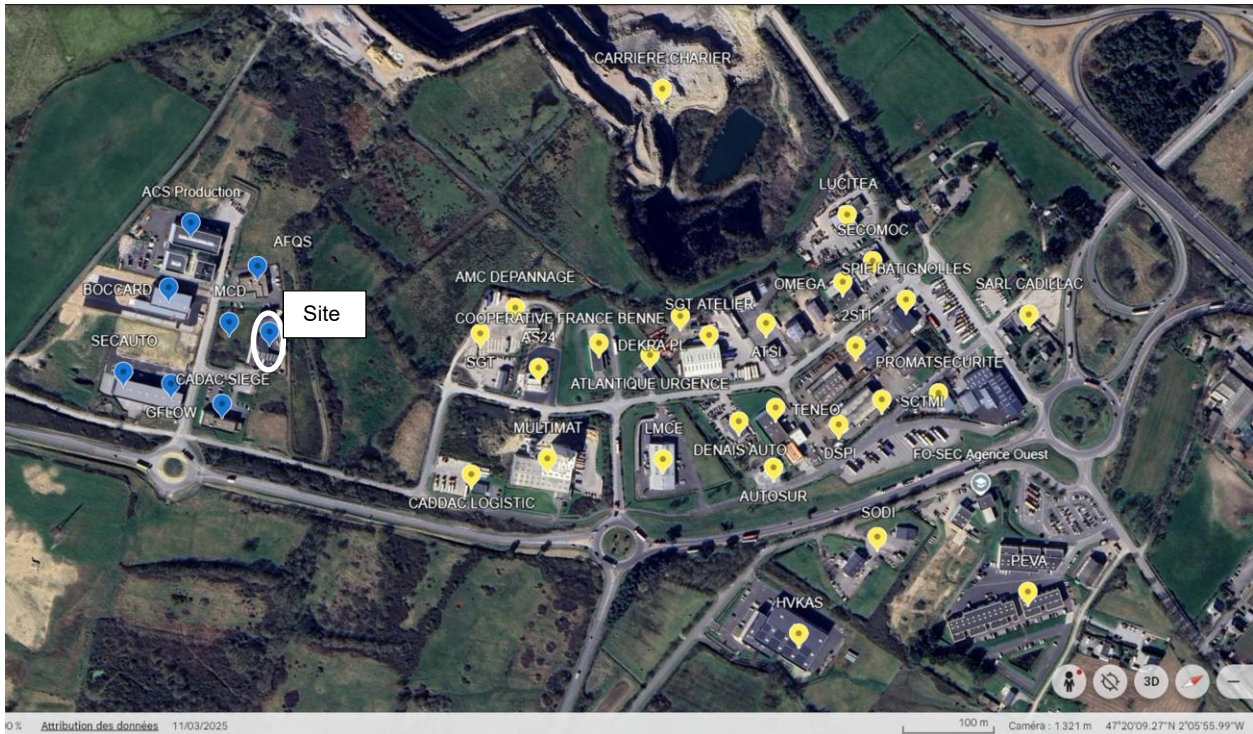 CARRIERE CHARIER
LUCITEA
ACS Production
SECOMOC
AFQS
SPIE BATIGNOLLES
AMC DEPANNAGE
OMEGA
SARL CADILLAC
BOCCARD
MCD
Site
SGT ATELIER
COOPERATIVE FRANCE BENNE
2STI
AS24
SECAUTO
DEKRA PL
ATSI
SGT
PROMATSECURITE
CADAC SIEGE
ATLANTIQUE URGENCE
GFLOW
TENEO
SCTMI
MULTIMAT
LMCE
DENAIS AUTO
DSPI
FO-SEC Agence Ouest
CADDAC LOGISTIC
AUTOSUR
SODI
PEVA
HVKAS
3D
0 %
Attribution des données
11/03/2025
100 m
Caméra : 1 321 m
47°20'09.27"N 2°05'55.99"W